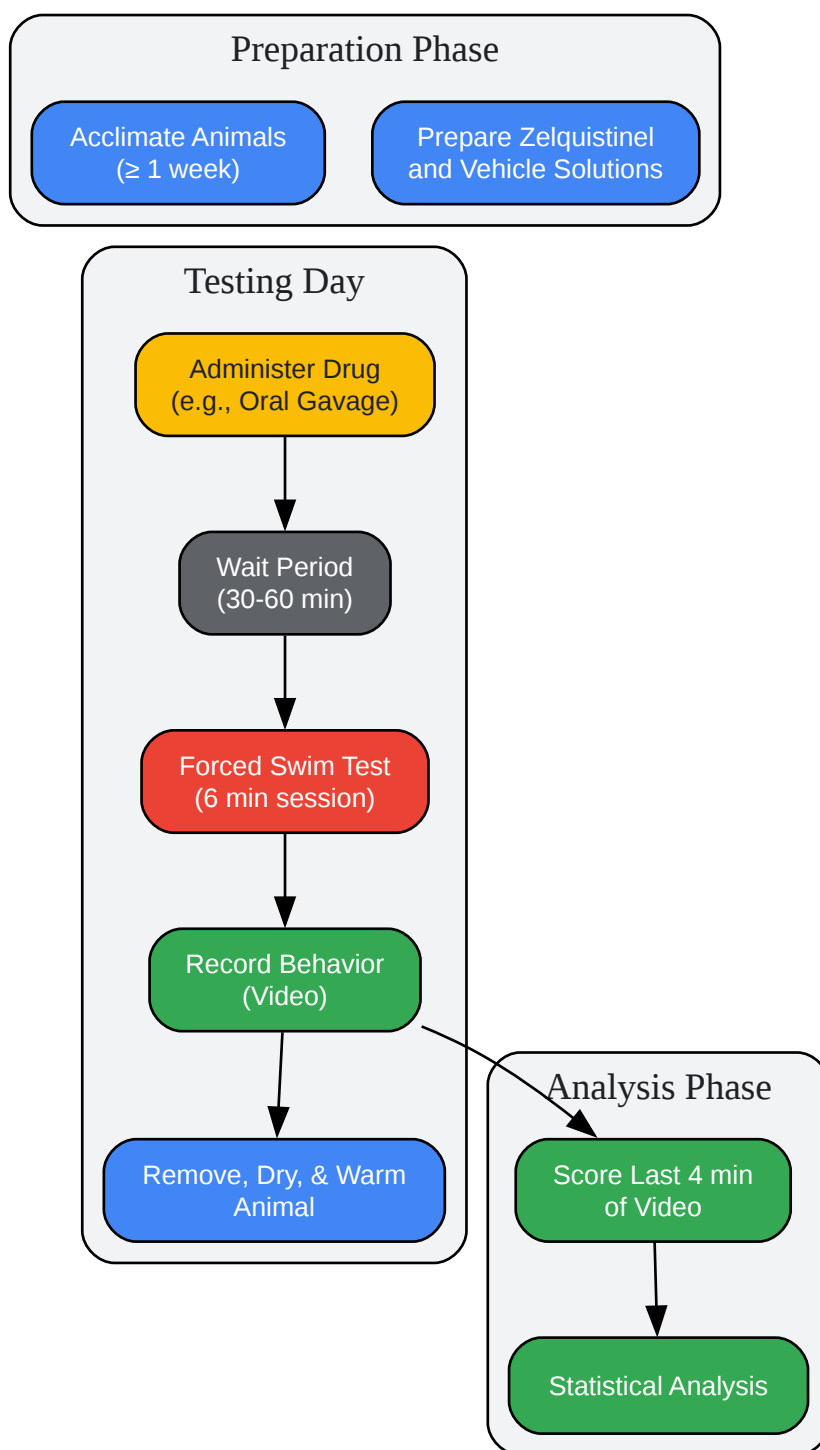 Preparation Phase
Acclimate Animals
(≥ 1 week)
Prepare Zelquistinel
and Vehicle Solutions
Testing Day
Administer Drug
(e.g., Oral Gavage)
Wait Period
(30-60 min)
Forced Swim Test
(6 min session)
Record Behavior
(Video)
Remove, Dry, & Warm
Animal
Analysis Phase
Score Last 4 min
of Video
Statistical Analysis